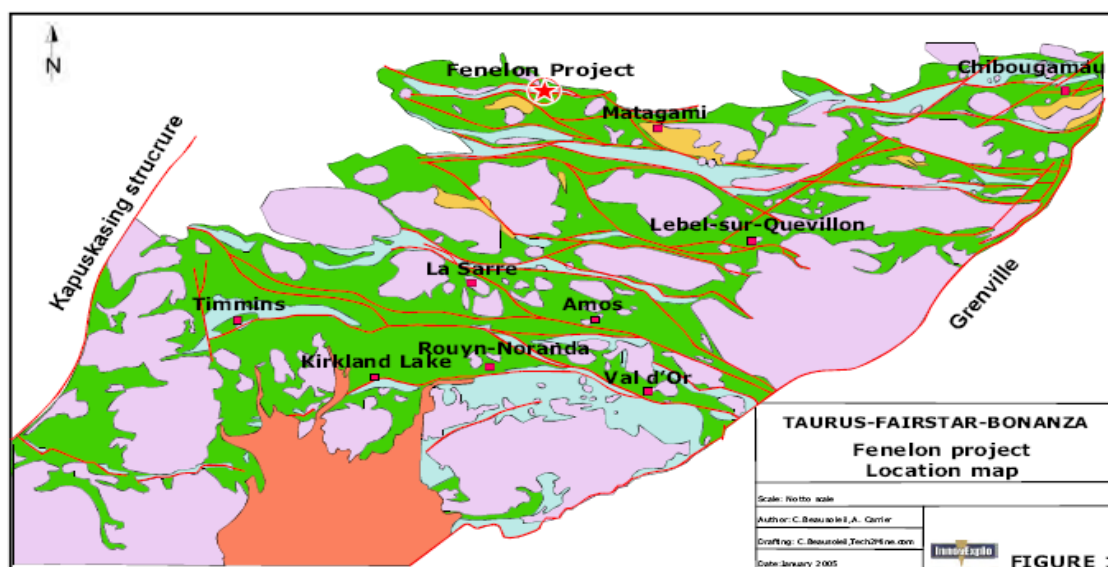 N
Fenelon Project
Chibougamau
Matagami
Kapuskasing strucrure
Lebel-sur-Quévillon
La Sarre
Grenville
Timmins
Amos
Rouyn-Noranda
Kirkland Lake
Val d'Or
TAURUS-FAIRSTAR-BONANZA
Fenelon project
Location map
Scale: Not to scale
Author: C.Beausoleil,A. Carrier
Drafting: C.Beausoleil,Tech2Mine.com
Date:January 2005
InnovExplo
FIGURE